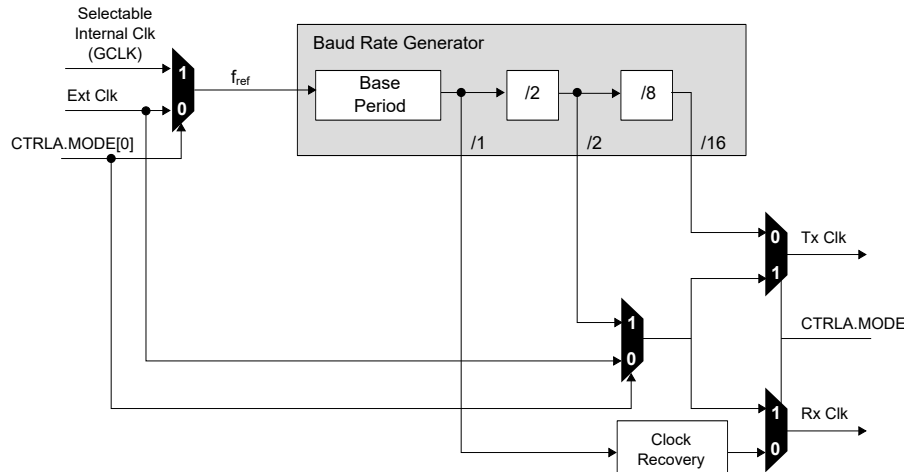 Selectable
Internal Clk
(GCLK)
Baud Rate Generator
1
0
f_ref
Base
Period
/2
/8
Ext Clk
CTRLA.MODE[0]
/1
/2
/16
0
1
Tx Clk
1
0
CTRLA.MODE
1
0
Rx Clk
Clock
Recovery